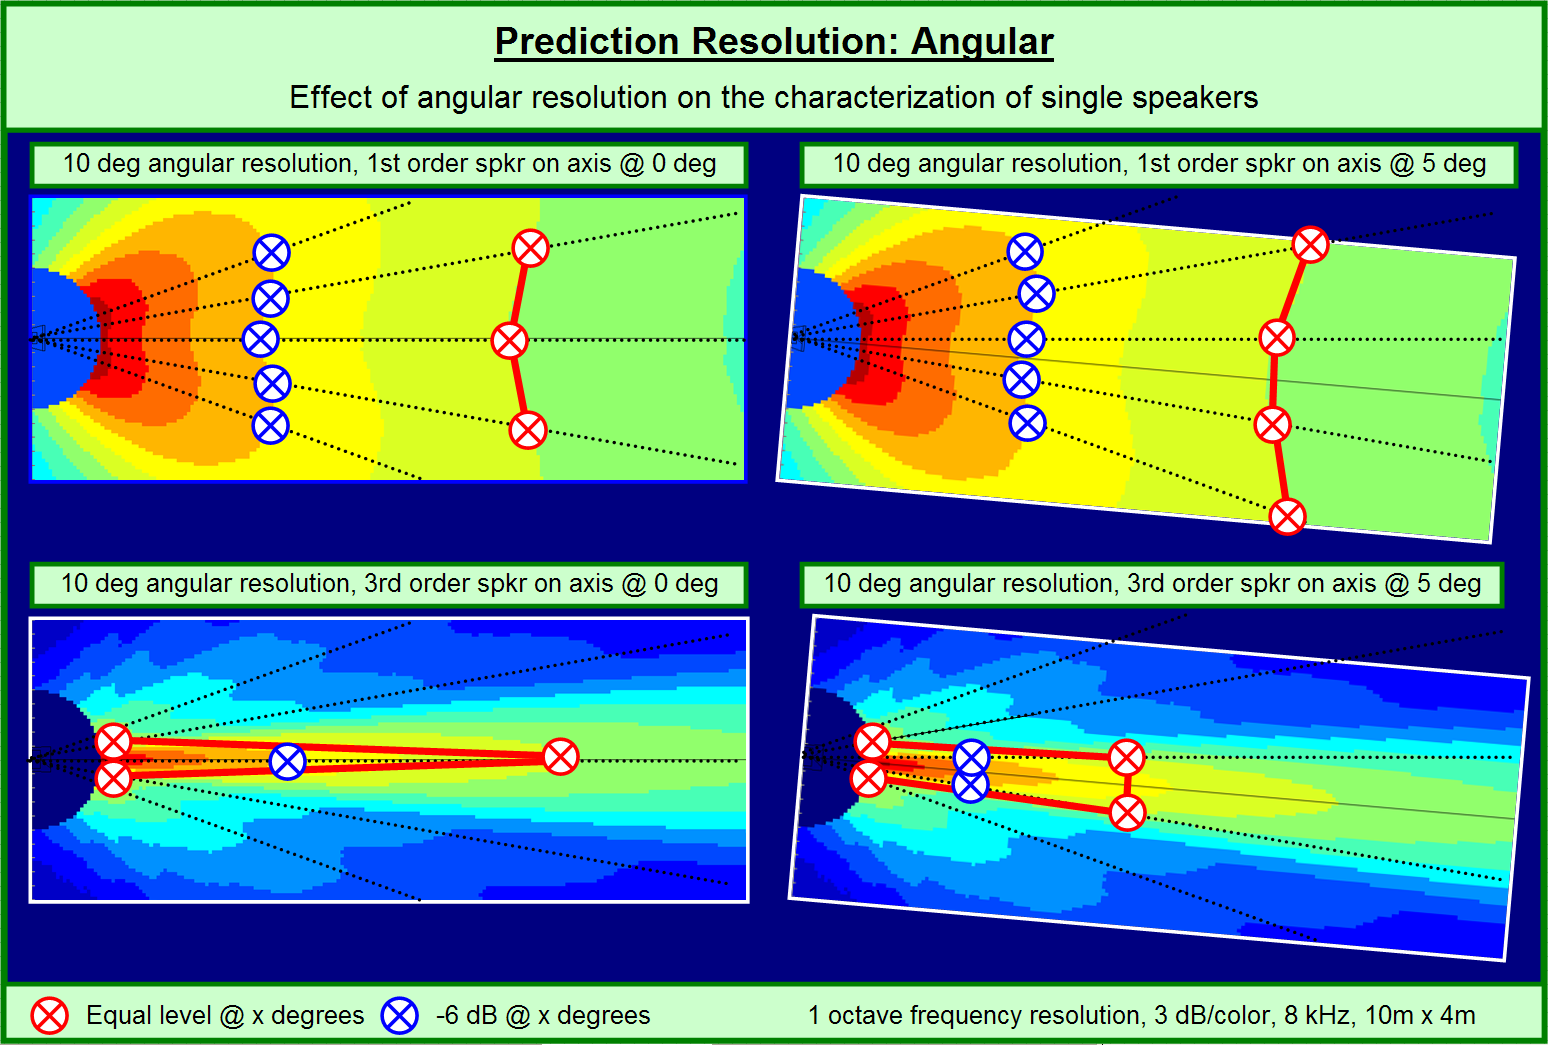 Prediction Resolution: Angular
Effect of angular resolution on the characterization of single speakers
10 deg angular resolution, 1st order spkr on axis @ 0 deg
10 deg angular resolution, 1st order spkr on axis @ 5 deg
10 deg angular resolution, 3rd order spkr on axis @ 0 deg
10 deg angular resolution, 3rd order spkr on axis @ 5 deg
Equal level @ x degrees
-6 dB @ x degrees
1 octave frequency resolution, 3 dB/color, 8 kHz, 10m x 4m